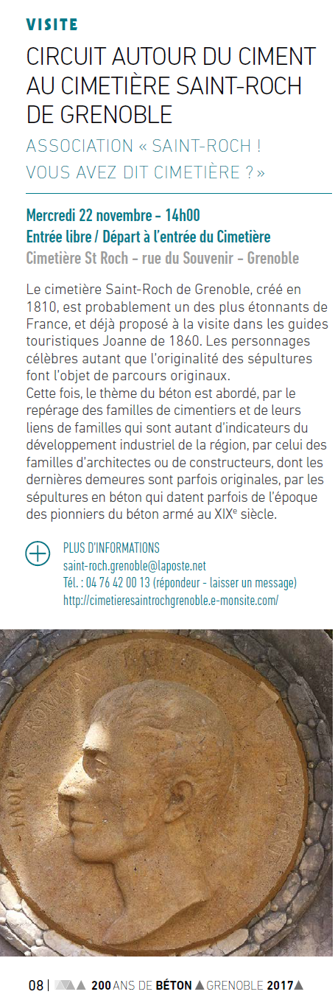 VISITE
CIRCUIT AUTOUR DU CIMENT
AU CIMETIÈRE SAINT-ROCH
DE GRENOBLE
ASSOCIATION « SAINT-ROCH !
VOUS AVEZ DIT CIMETIÈRE ? »
Mercredi 22 novembre - 14h00
Entrée libre / Départ à l'entrée du Cimetière
Cimetière St Roch - rue du Souvenir - Grenoble
Le cimetière Saint-Roch de Grenoble, créé en
1810, est probablement un des plus étonnants de
France, et déjà proposé à la visite dans les guides
touristiques Joanne de 1860. Les personnages
célèbres autant que l'originalité des sépultures
font l'objet de parcours originaux.
Cette fois, le thème du béton est abordé, par le
repérage des familles de cimentiers et de leurs
liens de familles qui sont autant d'indicateurs du
développement industriel de la région, par celui des
familles d'architectes ou de constructeurs, dont les
dernières demeures sont parfois originales, par les
sépultures en béton qui datent parfois de l'époque
des pionniers du béton armé au XIXe siècle.
PLUS D'INFORMATIONS
saint-roch.grenoble@laposte.net
Tél. : 04 76 42 00 13 (répondeur - laisser un message)
http://cimetieresaintrochgrenoble.e-monsite.com/
08 | 200 ANS DE BÉTON GRENOBLE 2017